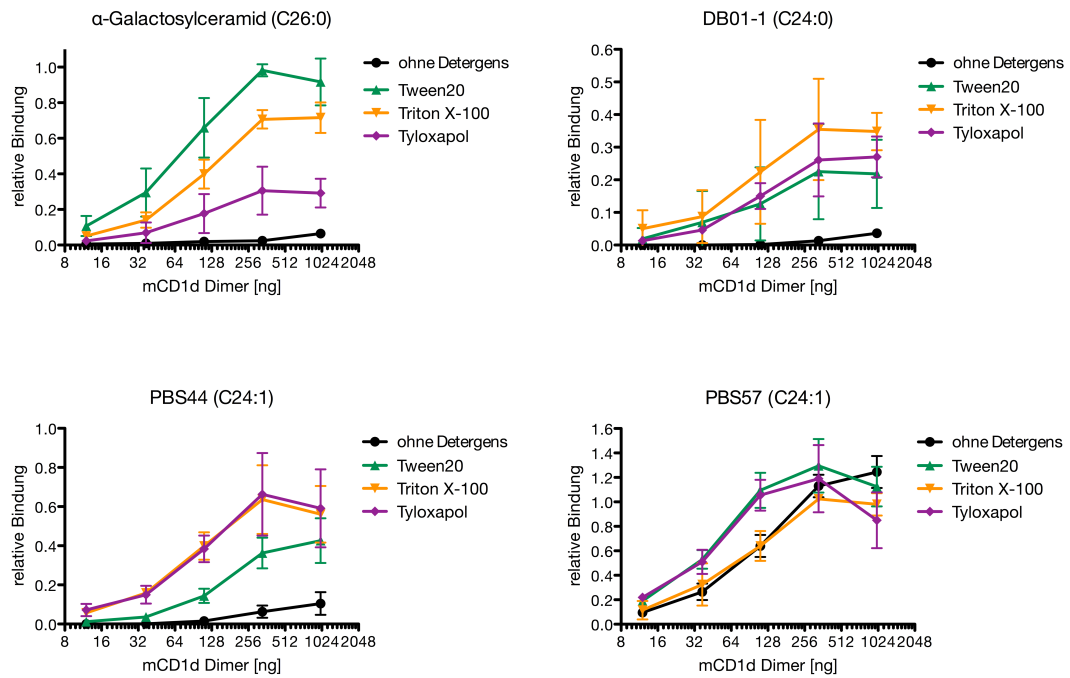 α-Galactosylceramid (C26:0)
relative Bindung
1.0
0.8
0.6
0.4
0.2
0.0
8 16 32 64 128 256 512 1024 2048
mCD1d Dimer [ng]
ohne Detergens
Tween20
Triton X-100
Tyloxapol
DB01-1 (C24:0)
relative Bindung
0.6
0.5
0.4
0.3
0.2
0.1
0.0
8 16 32 64 128 256 512 1024 2048
mCD1d Dimer [ng]
ohne Detergens
Tween20
Triton X-100
Tyloxapol
PBS44 (C24:1)
relative Bindung
1.0
0.8
0.6
0.4
0.2
0.0
8 16 32 64 128 256 512 1024 2048
mCD1d Dimer [ng]
ohne Detergens
Tween20
Triton X-100
Tyloxapol
PBS57 (C24:1)
relative Bindung
1.6
1.4
1.2
1.0
0.8
0.6
0.4
0.2
0.0
8 16 32 64 128 256 512 1024 2048
mCD1d Dimer [ng]
ohne Detergens
Tween20
Triton X-100
Tyloxapol